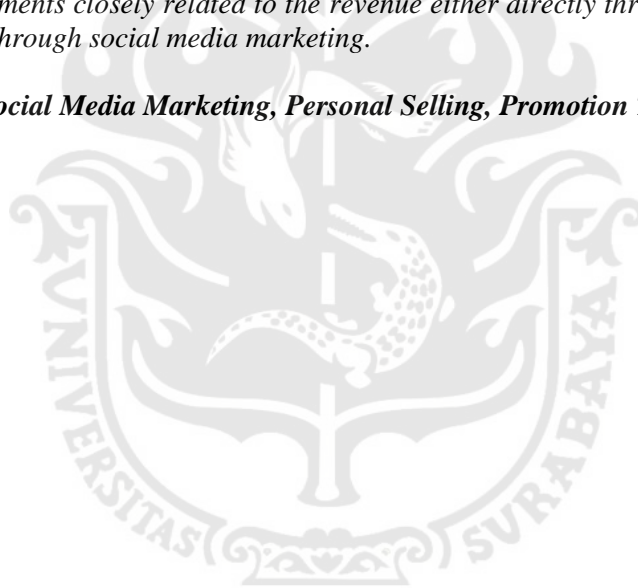 ments closely related to the revenue either directly thr
through social media marketing.
ocial Media Marketing, Personal Selling, Promotion
UNIVERSITAS SURABAYA